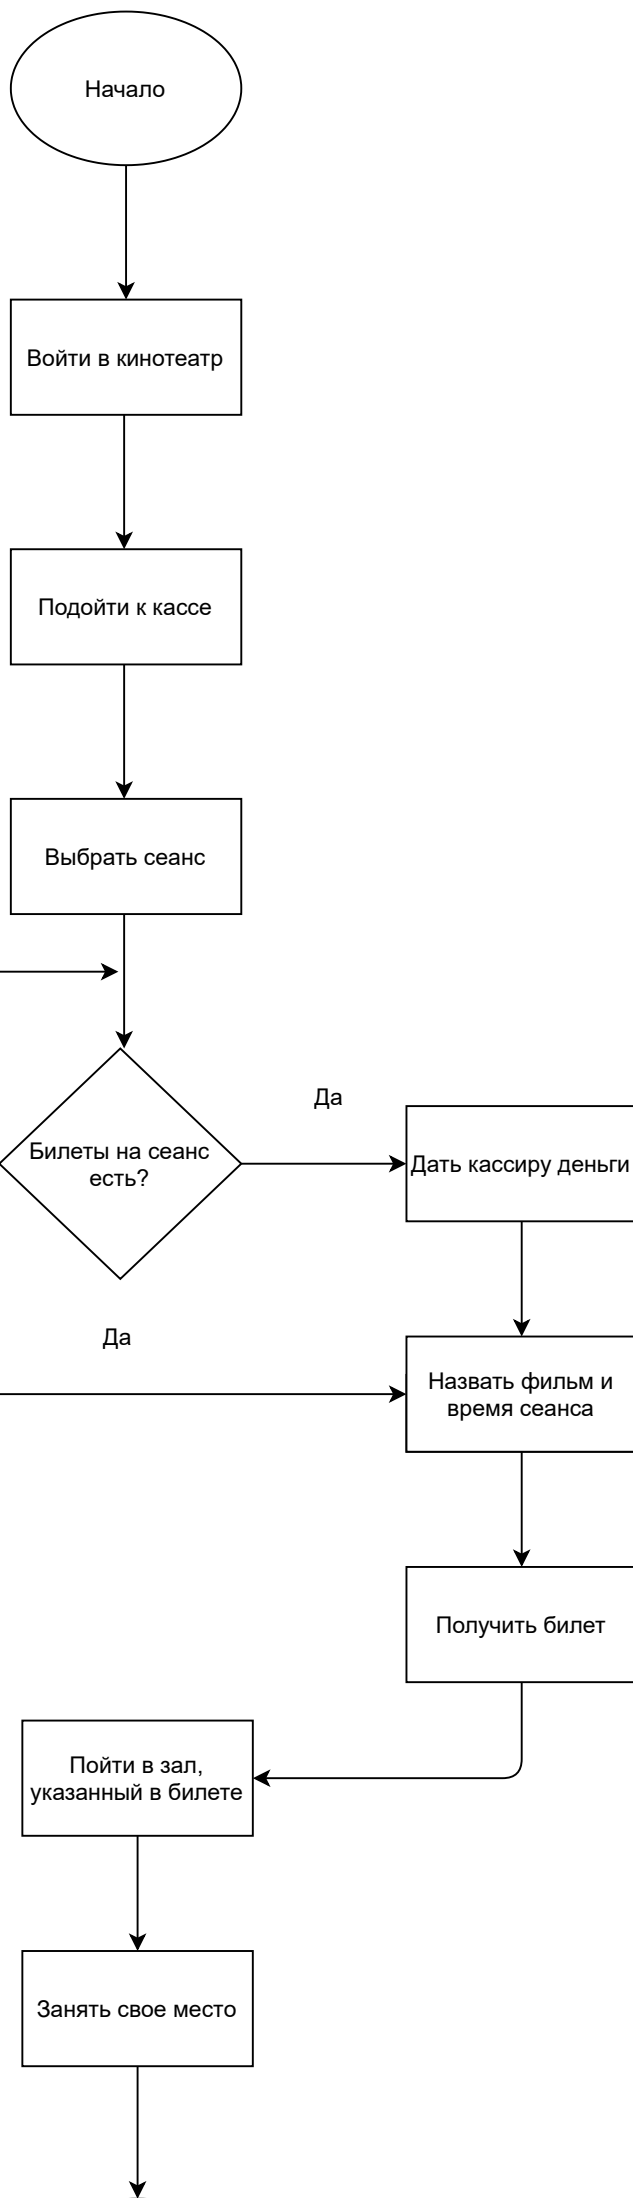 Начало
Войти в кинотеатр
Подойти к кассе
Выбрать сеанс
Билеты на сеанс
есть?
Да
Дать кассиру деньги
Да
Назвать фильм и
время сеанса
Получить билет
Пойти в зал,
указанный в билете
Занять свое место